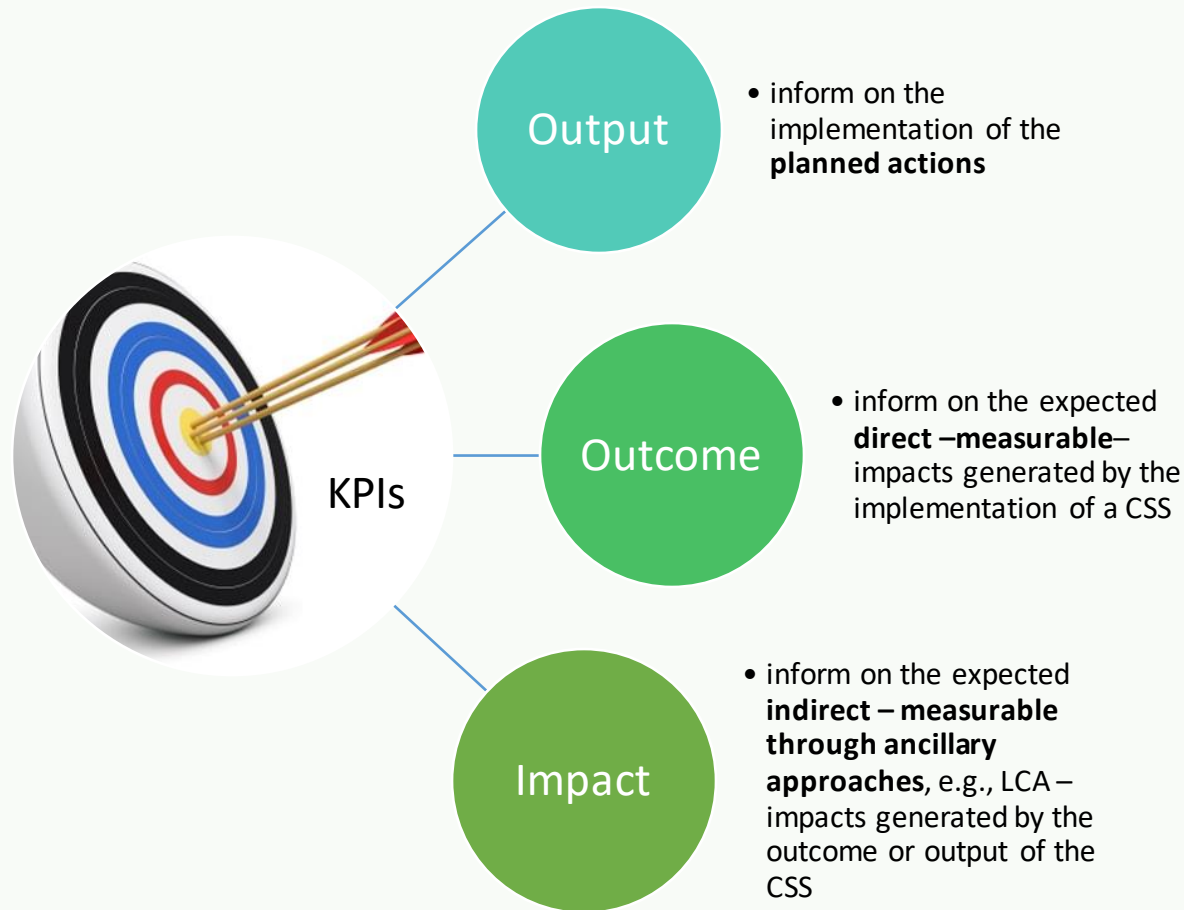 Output
• inform on the
implementation of the
planned actions
KPIs
Outcome
• inform on the expected
direct –measurable–
impacts generated by the
implementation of a CSS
Impact
• inform on the expected
indirect – measurable
through ancillary
approaches, e.g., LCA –
impacts generated by the
outcome or output of the
CSS